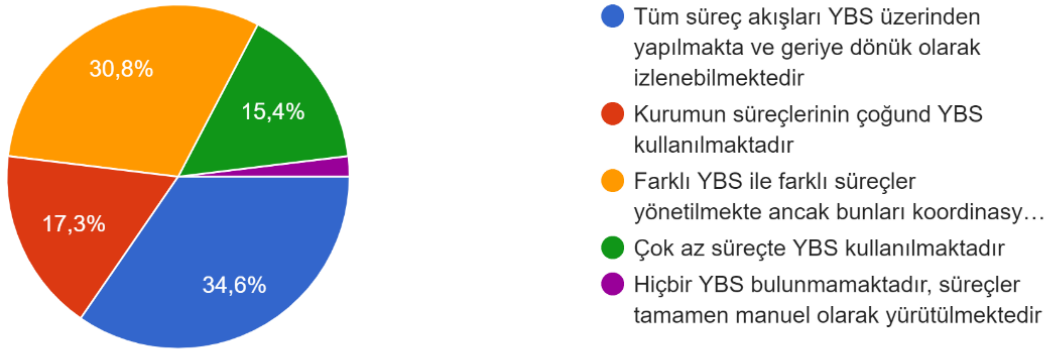 30,8%
15,4%
17,3%
34,6%
Tüm süreç akışları YBS üzerinden
yapılmakta ve geriye dönük olarak
izlenebilmektedir
Kurumun süreçlerinin çoğund YBS
kullanılmaktadır
Farklı YBS ile farklı süreçler
yönetilmekte ancak bunları koordinasy…
Çok az süreçte YBS kullanılmaktadır
Hiçbir YBS bulunmamaktadır, süreçler
tamamen manuel olarak yürütülmektedir